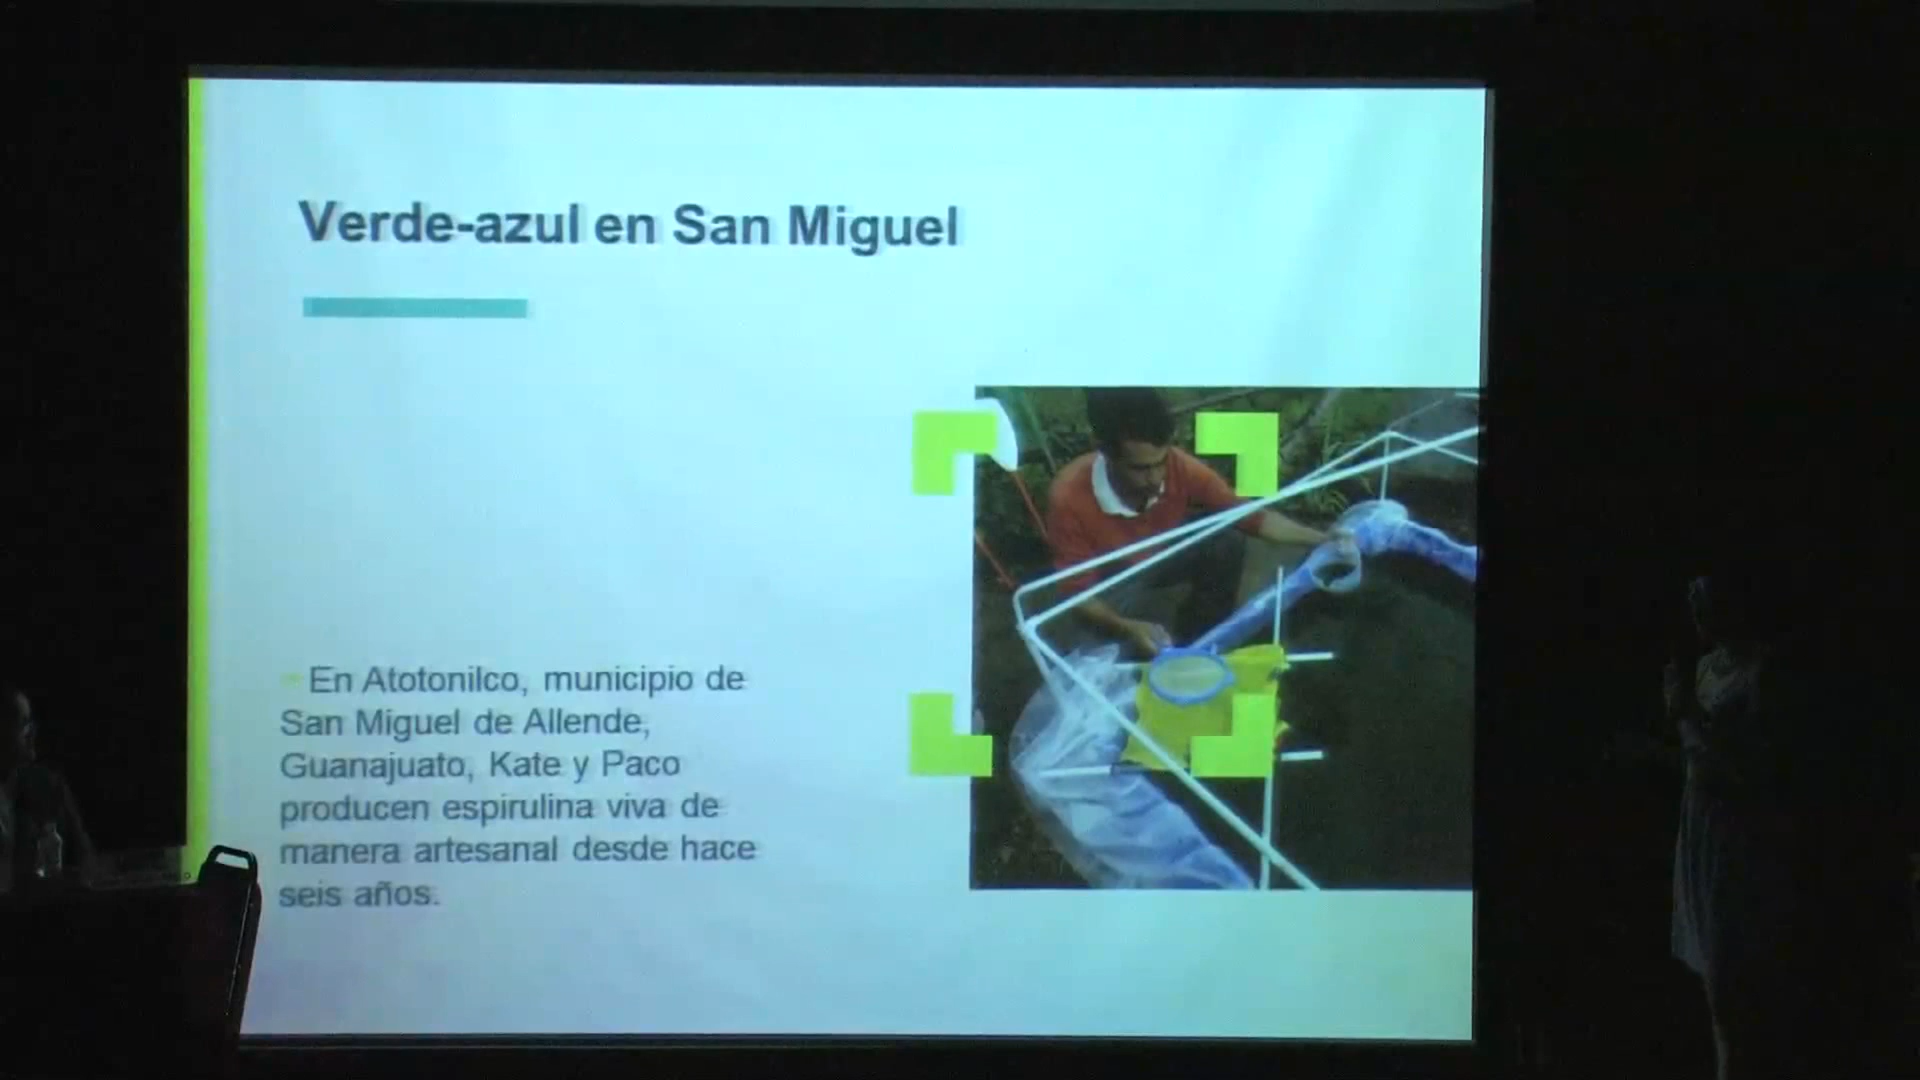 Verde-azul en San Miguel
En Atotonilco, municipio de
San Miguel de Allende,
Guanajuato, Kate y Paco
producen espirulina viva de
manera artesanal desde hace
seis años.